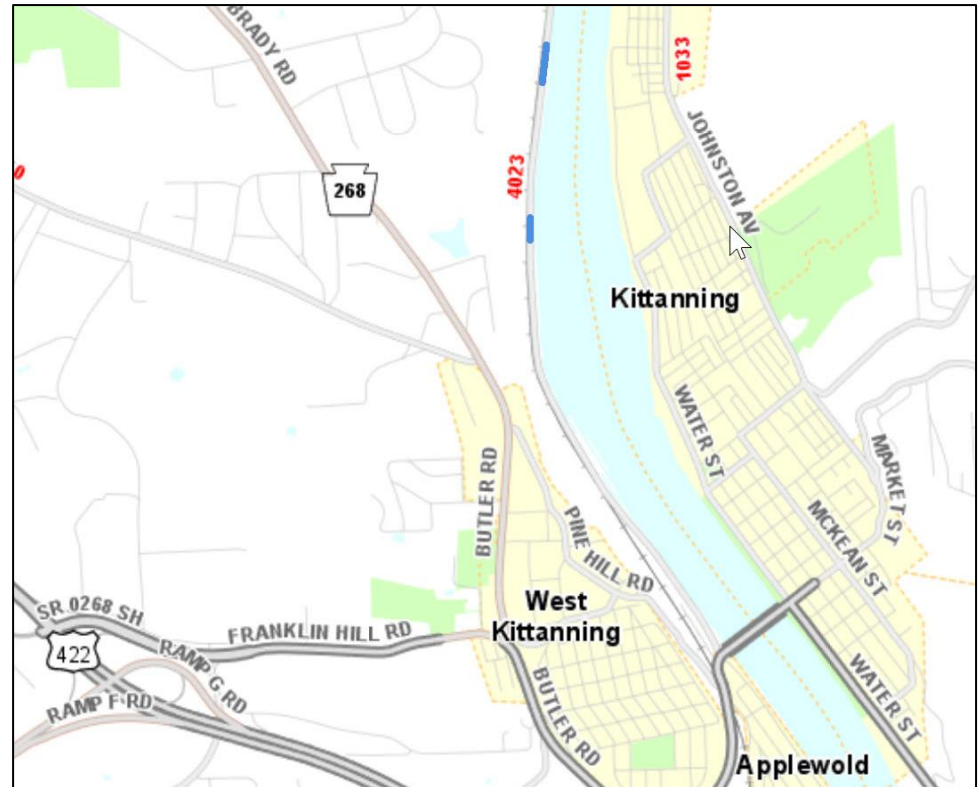 BRADY RD
1033
JOHNSTON AV
4023
0
268
Kittanning
WATER ST
MARKET ST
BUTLER RD
MCKEAN ST
PINE HILL RD
West
Kittanning
SR 0268 SH
FRANKLIN HILL RD
422
RAMP G RD
RAMP F RD
BUTLER RD
WATER ST
Applewold